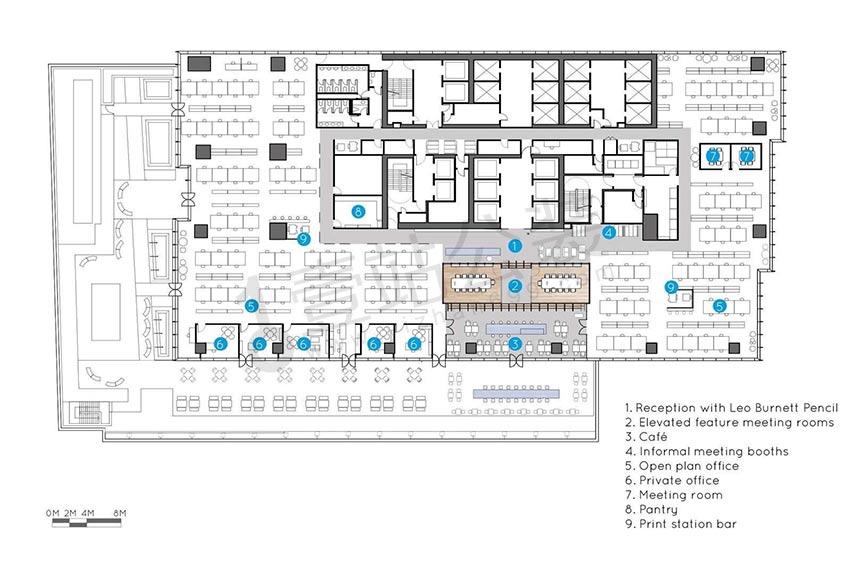 7 7
8
9
4
1
2
9
5
5
6 6 6 6 6
3
1. Reception with Leo Burnett Pencil
2. Elevated feature meeting rooms
3. Café
4. Informal meeting booths
5. Open plan office
6. Private office
7. Meeting room
8. Pantry
9. Print station bar
0M 2M 4M 8M